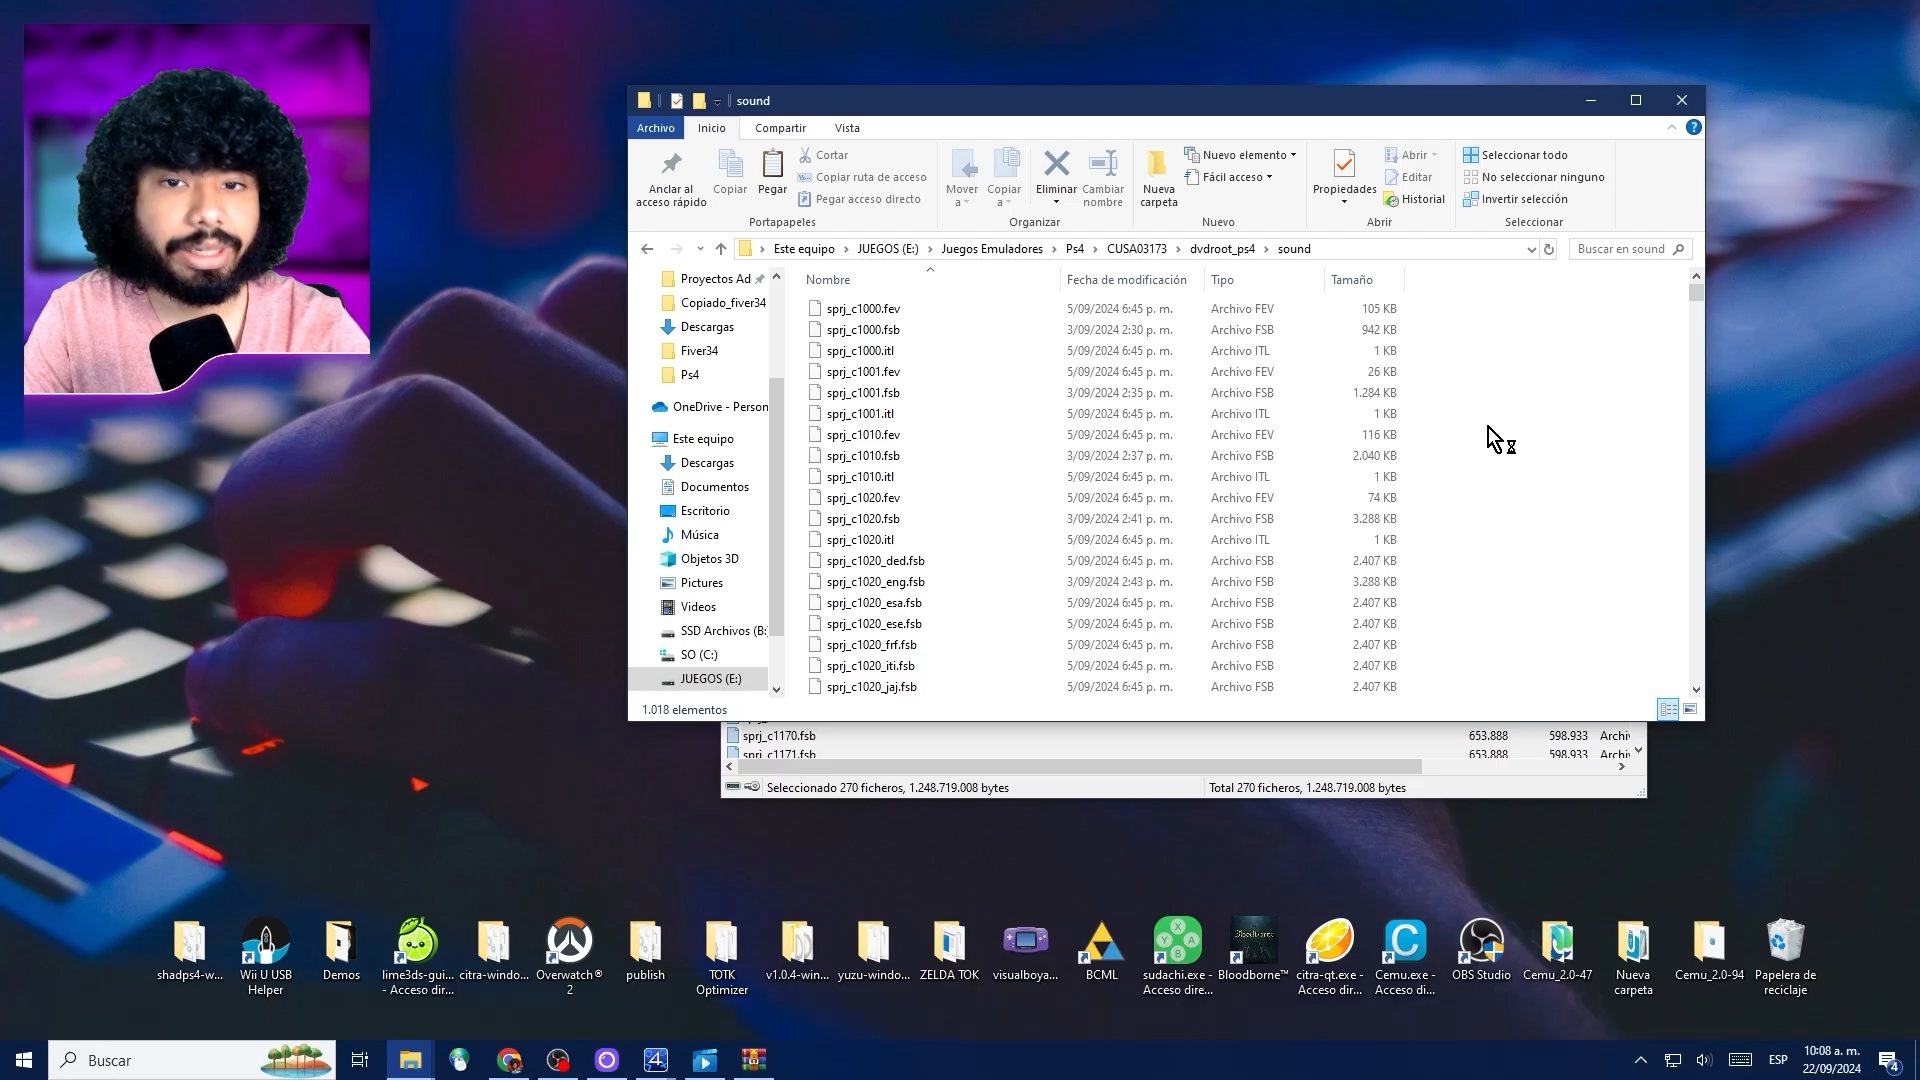 sound
Archivo
Inicio
Compartir
Vista
Anclar al
acceso rápido
Copiar
Pegar
Cortar
Copiar ruta de acceso
Pegar acceso directo
Portapapeles
Mover
a
Copiar
a
Eliminar
Cambiar
nombre
Organizar
Nueva
carpeta
Nuevo elemento
Fácil acceso
Nuevo
Propiedades
Abrir
Editar
Historial
Abrir
Seleccionar todo
No seleccionar ninguno
Invertir selección
Seleccionar
Este equipo > JUEGOS (E:) > Juegos Emuladores > Ps4 > CUSA03173 > dvdroot_ps4 > sound
Buscar en sound
Proyectos Ad
Copiado_fiver34
Descargas
Fiver34
Ps4
OneDrive - Person
Este equipo
Descargas
Documentos
Escritorio
Música
Objetos 3D
Pictures
Videos
SSD Archivos (B:
SO (C:)
JUEGOS (E:)
Nombre Fecha de modificación Tipo Tamaño
sprj_c1000.fev 5/09/2024 6:45 p. m. Archivo FEV 105 KB
sprj_c1000.fsb 3/09/2024 2:30 p. m. Archivo FSB 942 KB
sprj_c1000.itl 5/09/2024 6:45 p. m. Archivo ITL 1 KB
sprj_c1001.fev 5/09/2024 6:45 p. m. Archivo FEV 26 KB
sprj_c1001.fsb 3/09/2024 2:35 p. m. Archivo FSB 1.284 KB
sprj_c1001.itl 5/09/2024 6:45 p. m. Archivo ITL 1 KB
sprj_c1010.fev 5/09/2024 6:45 p. m. Archivo FEV 116 KB
sprj_c1010.fsb 3/09/2024 2:37 p. m. Archivo FSB 2.040 KB
sprj_c1010.itl 5/09/2024 6:45 p. m. Archivo ITL 1 KB
sprj_c1020.fev 5/09/2024 6:45 p. m. Archivo FEV 74 KB
sprj_c1020.fsb 3/09/2024 2:41 p. m. Archivo FSB 3.288 KB
sprj_c1020.itl 5/09/2024 6:45 p. m. Archivo ITL 1 KB
sprj_c1020_ded.fsb 5/09/2024 6:45 p. m. Archivo FSB 2.407 KB
sprj_c1020_eng.fsb 3/09/2024 2:43 p. m. Archivo FSB 3.288 KB
sprj_c1020_esa.fsb 5/09/2024 6:45 p. m. Archivo FSB 2.407 KB
sprj_c1020_ese.fsb 5/09/2024 6:45 p. m. Archivo FSB 2.407 KB
sprj_c1020_frf.fsb 5/09/2024 6:45 p. m. Archivo FSB 2.407 KB
sprj_c1020_iti.fsb 5/09/2024 6:45 p. m. Archivo FSB 2.407 KB
sprj_c1020_jaj.fsb 5/09/2024 6:45 p. m. Archivo FSB 2.407 KB
1.018 elementos
sprj_c1170.fsb 653.888 598.933 Archiv
sprj_c1171.fsb 653.888 598.933 Archiv
Seleccionado 270 ficheros, 1.248.719.008 bytes
Total 270 ficheros, 1.248.719.008 bytes
shadps4-w...
Wii U USB
Helper
Demos
lime3ds-gui...
- Acceso dir...
citra-windo...
Overwatch®
2
publish
TOTK
Optimizer
v1.0.4-win...
yuzu-windo...
ZELDA TOK
visualboya...
BCML
sudachi.exe -
Acceso dire...
Bloodborne™
citra-qt.exe -
Acceso dir...
Cemu.exe -
Acceso di...
OBS Studio
Cemu_2.0-47
Nueva
carpeta
Cemu_2.0-94
Papelera de
reciclaje
Buscar
ESP
10:08 a. m.
22/09/2024
4